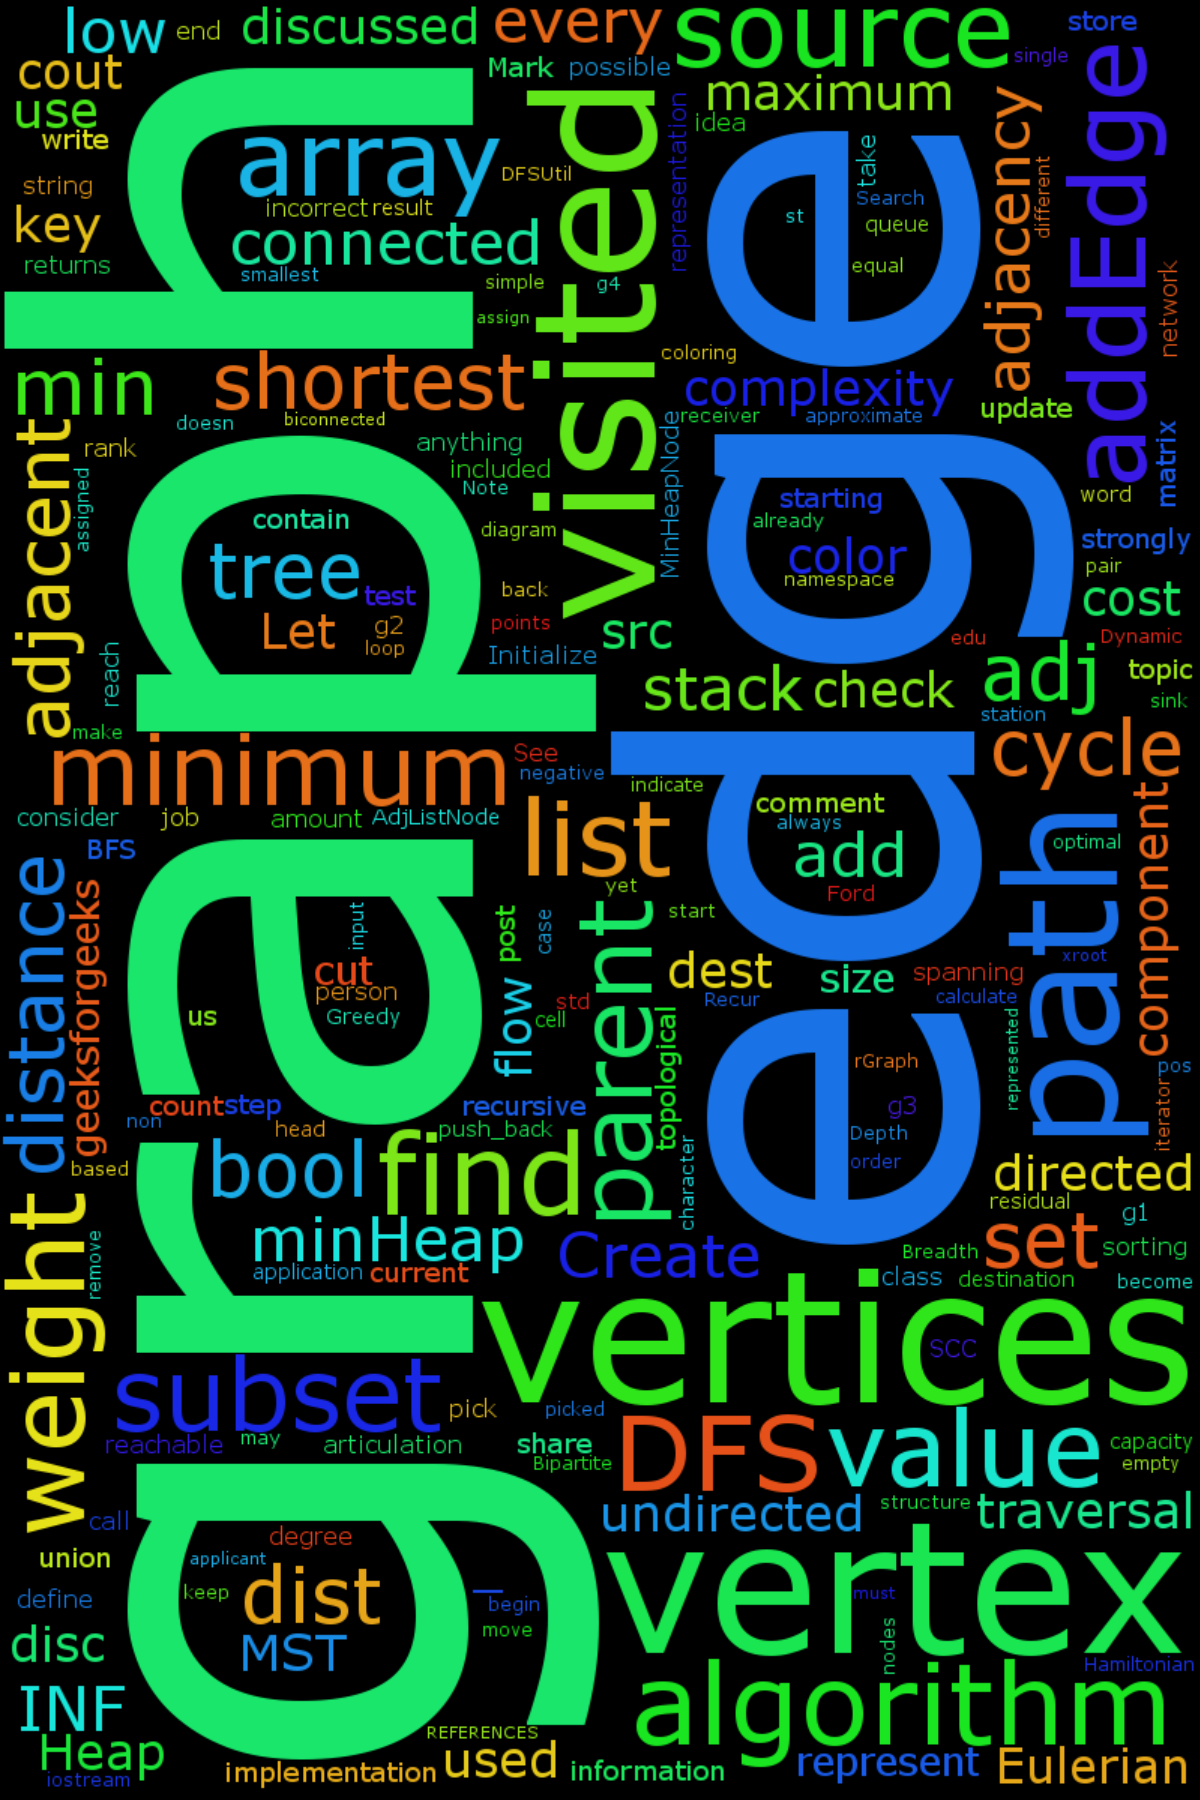 low
end
discussed
every
source
store
single
cout
use
write
Mark
possible
maximum
idea
addEdge
string
key
returns
array
DFSUtil
incorrect
result
connected
smallest
simple
g4
assign
visited
representation
take
st
Search
queue
equal
adjacency
different
network
graph
edge
min
shortest
doesn
biconnected
coloring
complexity
receiver
approximate
update
adjacent
rank
assigned
anything
included
Note
diagram
MinHeapNode
matrix
word
contain
tree
test
Let
g2
loop
back
points
Initialize
src
starting
already
color
namespace
strongly
pair
cost
edu
Dynamic
reach
make
stack
check
adj
topic
sink
station
minimum
See
negative
indicate
cycle
consider
job
amount
AdjListNode
list
comment
always
add
Ford
optimal
component
BFS
distance
geeksforgeeks
yet
start
path
xroot
input
cut
person
Greedy
us
post
case
flow
std
cell
parent
dest
Recur
size
spanning
calculate
represented
topological
rGraph
g3
Depth
order
pos
iterator
non
count
step
head
recursive
push_back
character
based
bool
find
directed
residual
g1
weight
remove
minHeap
application
current
Create
Breadth
set
sorting
class
destination
become
vertices
SCC
subset
pick
picked
reachable
may
articulation
share
Bipartite
DFS
value
capacity
empty
call
undirected
structure
traversal
union
degree
applicant
keep
dist
define
begin
move
vertex
must
nodes
disc
MST
Hamiltonian
INF
algorithm
Heap
iostream
REFERENCES
implementation
used
information
represent
Eulerian